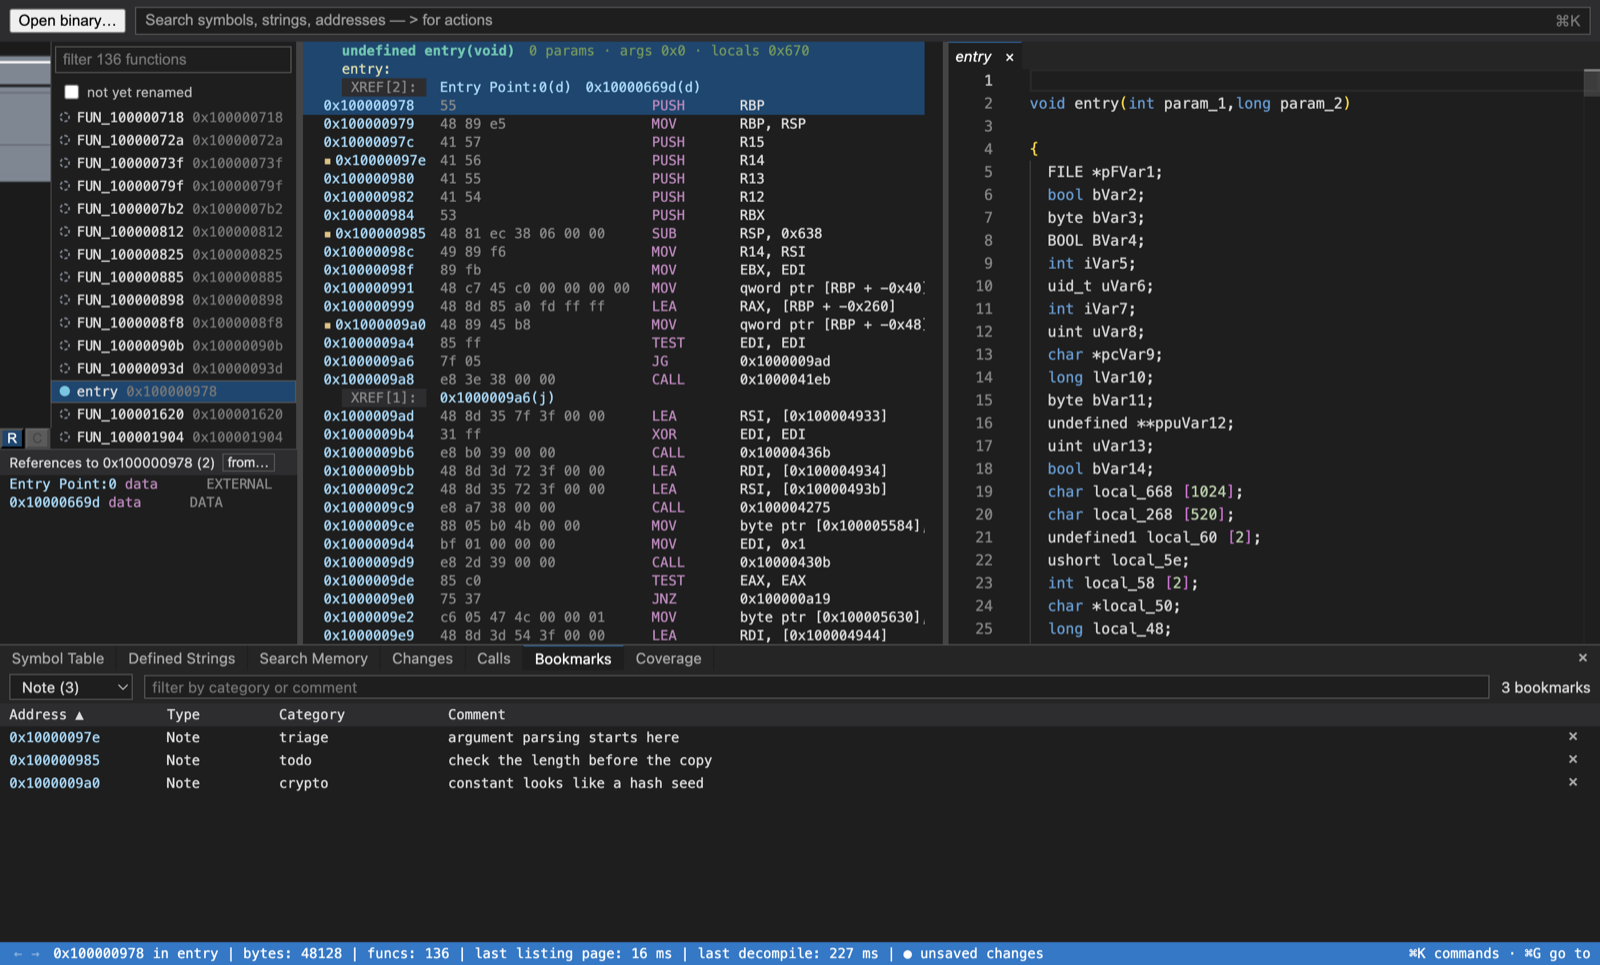 Open binary... Search symbols, strings, addresses — > for actions ⌘K
filter 136 functions
not yet renamed
FUN_100000718 0x100000718
FUN_10000072a 0x10000072a
FUN_10000073f 0x10000073f
FUN_10000079f 0x10000079f
FUN_1000007b2 0x1000007b2
FUN_100000812 0x100000812
FUN_100000825 0x100000825
FUN_100000885 0x100000885
FUN_100000898 0x100000898
FUN_1000008f8 0x1000008f8
FUN_10000090b 0x10000090b
FUN_10000093d 0x10000093d
entry 0x100000978
FUN_100001620 0x100001620
FUN_100001904 0x100001904
R C
References to 0x100000978 (2) from...
Entry Point:0 data EXTERNAL
0x10000669d data DATA
undefined entry(void) 0 params · args 0x0 · locals 0x670
entry:
XREF[2]: Entry Point:0(d) 0x10000669d(d)
0x100000978 55 PUSH RBP
0x100000979 48 89 e5 MOV RBP, RSP
0x10000097c 41 57 PUSH R15
0x10000097e 41 56 PUSH R14
0x100000980 41 55 PUSH R13
0x100000982 41 54 PUSH R12
0x100000984 53 PUSH RBX
0x100000985 48 81 ec 38 06 00 00 SUB RSP, 0x638
0x10000098c 49 89 f6 MOV R14, RSI
0x10000098f 89 fb MOV EBX, EDI
0x100000991 48 c7 45 c0 00 00 00 00 MOV qword ptr [RBP + -0x40]
0x100000999 48 8d 85 a0 fd ff ff LEA RAX, [RBP + -0x260]
0x1000009a0 48 89 45 b8 MOV qword ptr [RBP + -0x48]
0x1000009a4 85 ff TEST EDI, EDI
0x1000009a6 7f 05 JG 0x1000009ad
0x1000009a8 e8 3e 38 00 00 CALL 0x1000041eb
XREF[1]: 0x1000009a6(j)
0x1000009ad 48 8d 35 7f 3f 00 00 LEA RSI, [0x100004933]
0x1000009b4 31 ff XOR EDI, EDI
0x1000009b6 e8 b0 39 00 00 CALL 0x10000436b
0x1000009bb 48 8d 3d 72 3f 00 00 LEA RDI, [0x100004934]
0x1000009c2 48 8d 35 72 3f 00 00 LEA RSI, [0x10000493b]
0x1000009c9 e8 a7 38 00 00 CALL 0x100004275
0x1000009ce 88 05 b0 4b 00 00 MOV byte ptr [0x100005584],
0x1000009d4 bf 01 00 00 00 MOV EDI, 0x1
0x1000009d9 e8 2d 39 00 00 CALL 0x10000430b
0x1000009de 85 c0 TEST EAX, EAX
0x1000009e0 75 37 JNZ 0x100000a19
0x1000009e2 c6 05 47 4c 00 00 01 MOV byte ptr [0x100005630],
0x1000009e9 48 8d 3d 54 3f 00 00 LEA RDI, [0x100004944]
entry ×
1
2 void entry(int param_1,long param_2)
3
4 {
5 FILE *pFVar1;
6 bool bVar2;
7 byte bVar3;
8 BOOL BVar4;
9 int iVar5;
10 uid_t uVar6;
11 int iVar7;
12 uint uVar8;
13 char *pcVar9;
14 long lVar10;
15 byte bVar11;
16 undefined **ppuVar12;
17 uint uVar13;
18 bool bVar14;
19 char local_668 [1024];
20 char local_268 [520];
21 undefined1 local_60 [2];
22 ushort local_5e;
23 int local_58 [2];
24 char *local_50;
25 long local_48;
Symbol Table Defined Strings Search Memory Changes Calls Bookmarks Coverage ×
Note (3) filter by category or comment 3 bookmarks
Address ▲ Type Category Comment
0x10000097e Note triage argument parsing starts here ×
0x100000985 Note todo check the length before the copy ×
0x1000009a0 Note crypto constant looks like a hash seed ×
← → 0x100000978 in entry | bytes: 48128 | funcs: 136 | last listing page: 16 ms | last decompile: 227 ms | ● unsaved changes ⌘K commands · ⌘G go to